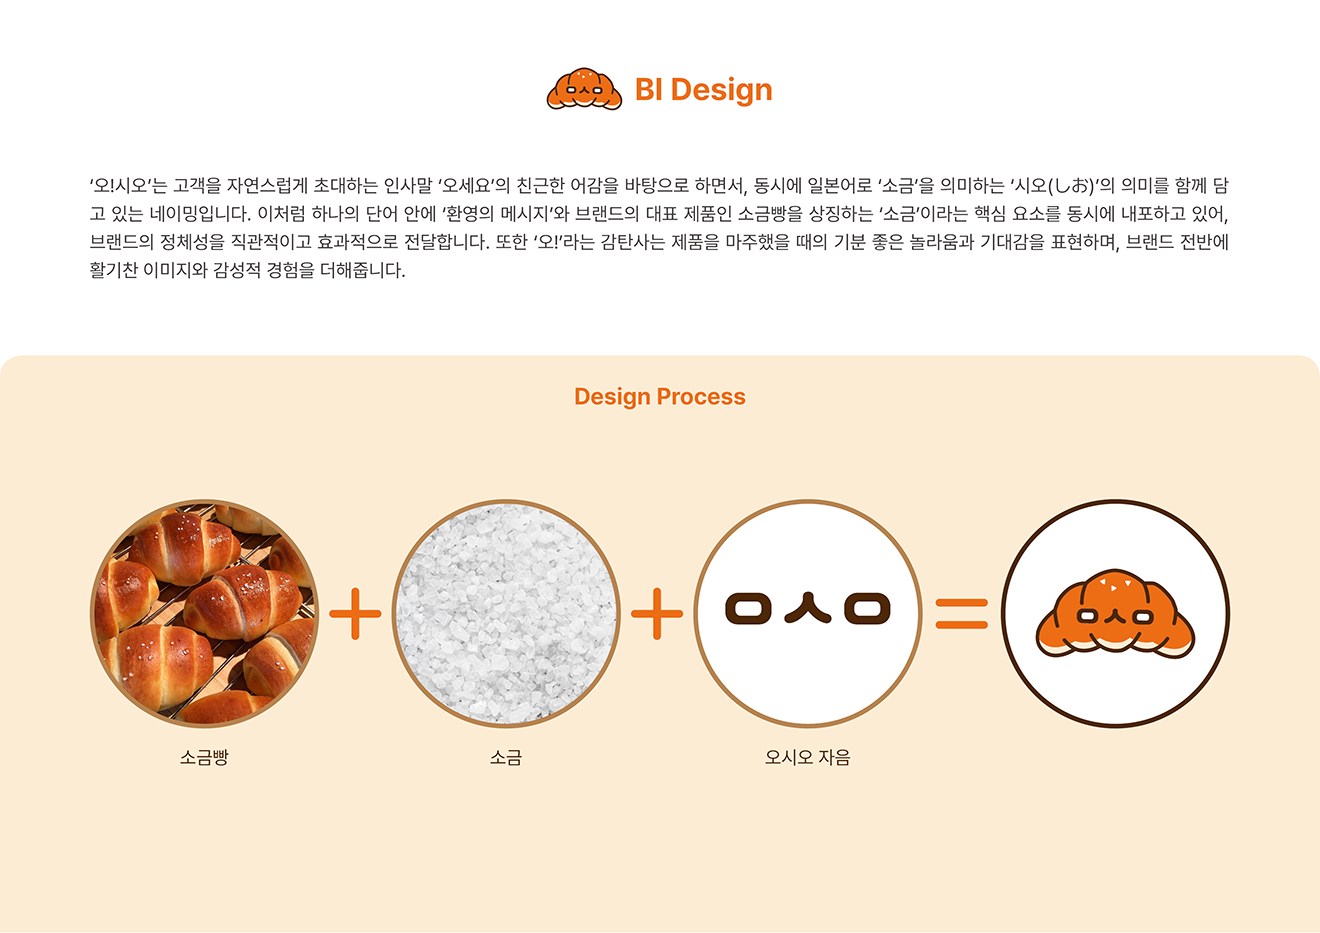 BI Design
‘오!시오’는 고객을 자연스럽게 초대하는 인사말 ‘오세요’의 친근한 어감을 바탕으로 하면서, 동시에 일본어로 ‘소금’을 의미하는 ‘시오(しお)’의 의미를 함께 담
고 있는 네이밍입니다. 이처럼 하나의 단어 안에 ‘환영의 메시지’와 브랜드의 대표 제품인 소금빵을 상징하는 ‘소금’이라는 핵심 요소를 동시에 내포하고 있어,
브랜드의 정체성을 직관적이고 효과적으로 전달합니다. 또한 ‘오!’라는 감탄사는 제품을 마주했을 때의 기분 좋은 놀라움과 기대감을 표현하며, 브랜드 전반에
활기찬 이미지와 감성적 경험을 더해줍니다.
Design Process
ㅁㅅㅁ
소금빵
소금
오시오 자음